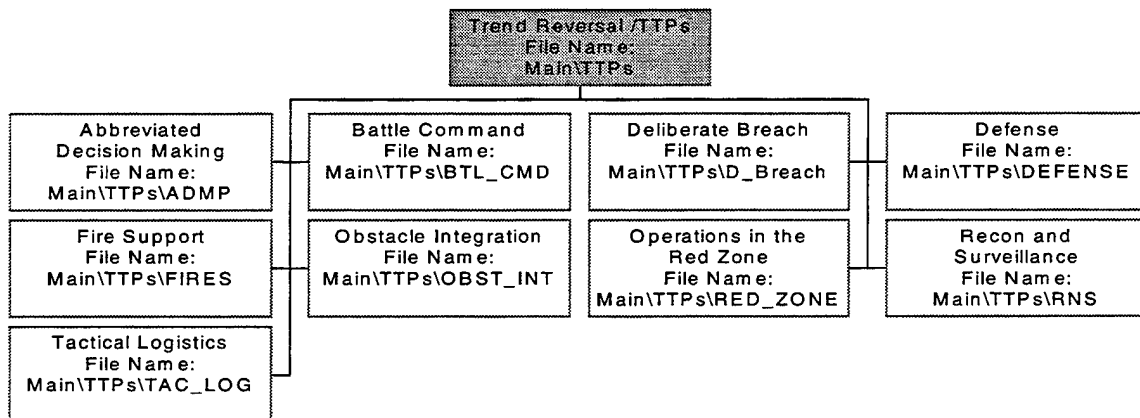 Trend Reversal /TTPs
File Name:
Main\TTPs
Abbreviated
Decision Making
File Name:
Main\TTPs\ADMP
Battle Command
File Name:
Main\TTPs\BTL_CMD
Deliberate Breach
File Name:
Main\TTPs\D_Breach
Defense
File Name:
Main\TTPs\DEFENSE
Fire Support
File Name:
Main\TTPs\FIRES
Obstacle Integration
File Name:
Main\TTPs\OBST_INT
Operations in the
Red Zone
File Name:
Main\TTPs\RED_ZONE
Recon and
Surveillance
File Name:
Main\TTPs\RNS
Tactical Logistics
File Name:
Main\TTPs\TAC_LOG